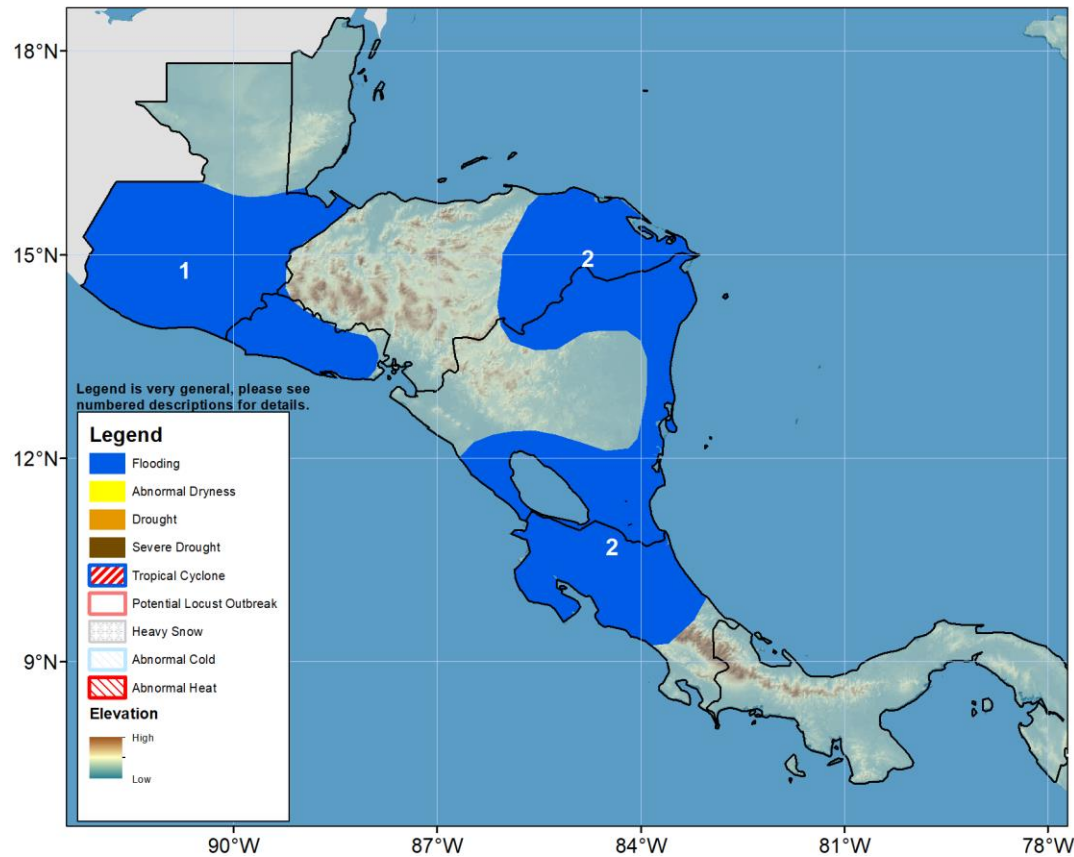 18°N
15°N
12°N
9°N
1
2
2
Legend is very general, please see
numbered descriptions for details.
Legend
Flooding
Abnormal Dryness
Drought
Severe Drought
Tropical Cyclone
Potential Locust Outbreak
Heavy Snow
Abnormal Cold
Abnormal Heat
Elevation
High
Low
90°W
87°W
84°W
81°W
78°W